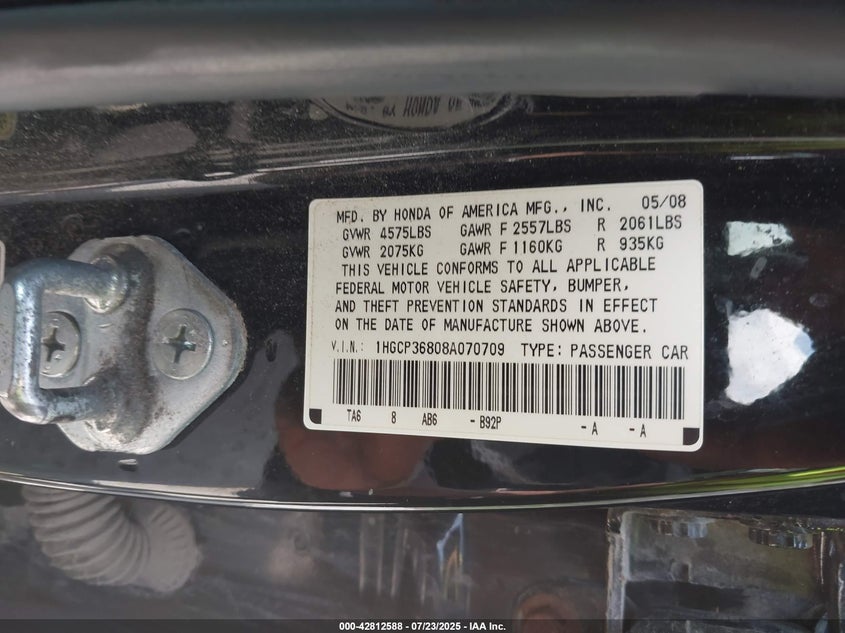 BY HONDA
MFD. BY HONDA OF AMERICA MFG., INC. 05/08
GVWR 4575LBS GAWR F 2557LBS R 2061LBS
GVWR 2075KG GAWR F 1160KG R 935KG
THIS VEHICLE CONFORMS TO ALL APPLICABLE
FEDERAL MOTOR VEHICLE SAFETY, BUMPER,
AND THEFT PREVENTION STANDARDS IN EFFECT
ON THE DATE OF MANUFACTURE SHOWN ABOVE.
V.I.N.: 1HGCP36808A070709 TYPE: PASSENGER CAR
TA6 8 AB6 - B92P - A - A
000-42812588 - 07/23/2025 - IAA Inc.